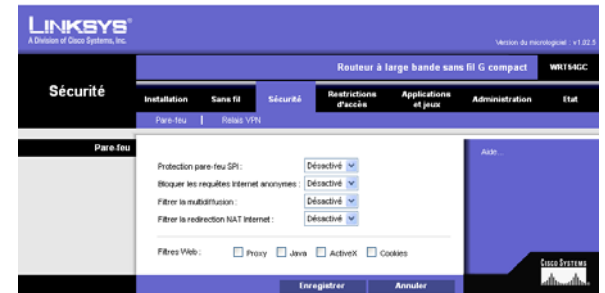 LINKSYS®
A Division of Cisco Systems, Inc.
Version du micrologiciel : v1.02.5
Routeur à large bande sans fil G compact WRT54GC
Sécurité
Installation Sans fil Sécurité Restrictions d'accès Applications et jeux Administration Etat
Pare-feu | Relais VPN
Pare-feu
Aide...
Protection pare-feu SPI : Désactivé
Bloquer les requêtes Internet anonymes : Désactivé
Filtrer la multidiffusion : Désactivé
Filtrer la redirection NAT Internet : Désactivé
Filtres Web : Proxy Java ActiveX Cookies
CISCO SYSTEMS
Enregistrer Annuler